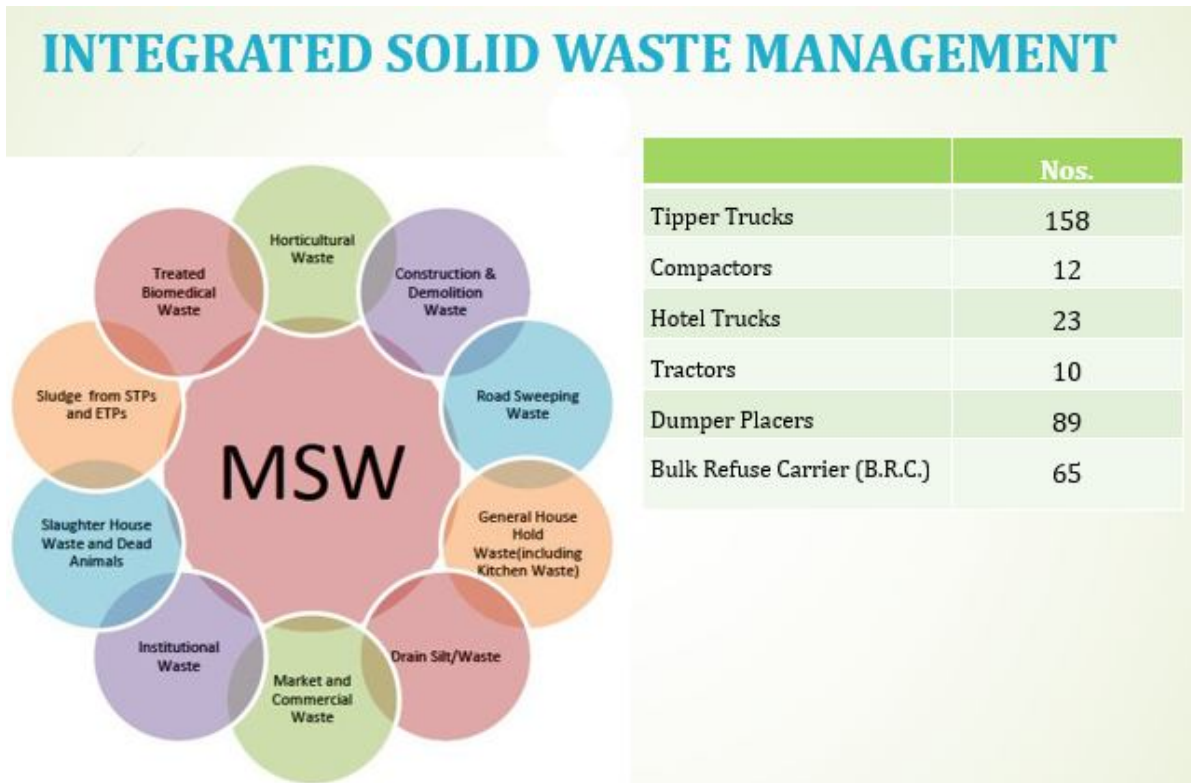 INTEGRATED SOLID WASTE MANAGEMENT
Horticultural
Waste
Construction &
Demolition
Waste
Road Sweeping
Waste
General House
Hold
Waste(including
Kitchen Waste)
Drain Silt/Waste
Market and
Commercial
Waste
Institutional
Waste
Slaughter House
Waste and Dead
Animals
Sludge from STPs
and ETPs
Treated
Biomedical
Waste
MSW
Nos.
Tipper Trucks 158
Compactors 12
Hotel Trucks 23
Tractors 10
Dumper Placers 89
Bulk Refuse Carrier (B.R.C.) 65